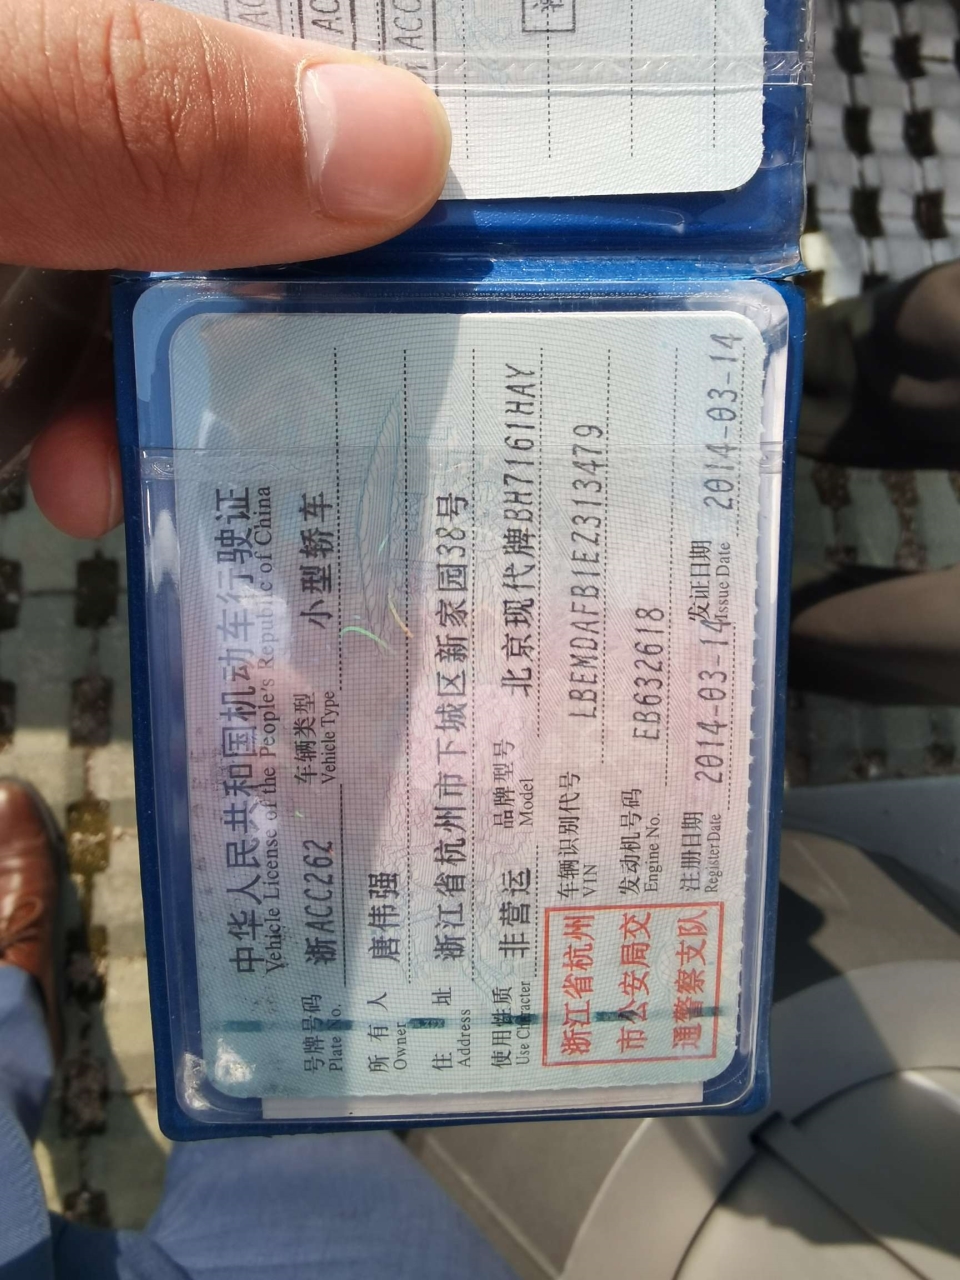 中华人民共和国机动车行驶证
Vehicle License of the People's Republic of China
号牌号码 浙ACC262 车辆类型 小型轿车
Plate No. Vehicle Type
所有人 唐伟强
Owner
住址 浙江省杭州市下城区新家园38号
Address
使用性质 非营运 品牌型号 北京现代牌BH7161HAY
Use Character Model
浙江省杭州
市公安局交
通警察支队
车辆识别代号 LBEMDAFB1EZ313479
VIN
发动机号码 EB632618
Engine No.
注册日期 2014-03-14 发证日期 2014-03-14
Register Date Issue Date